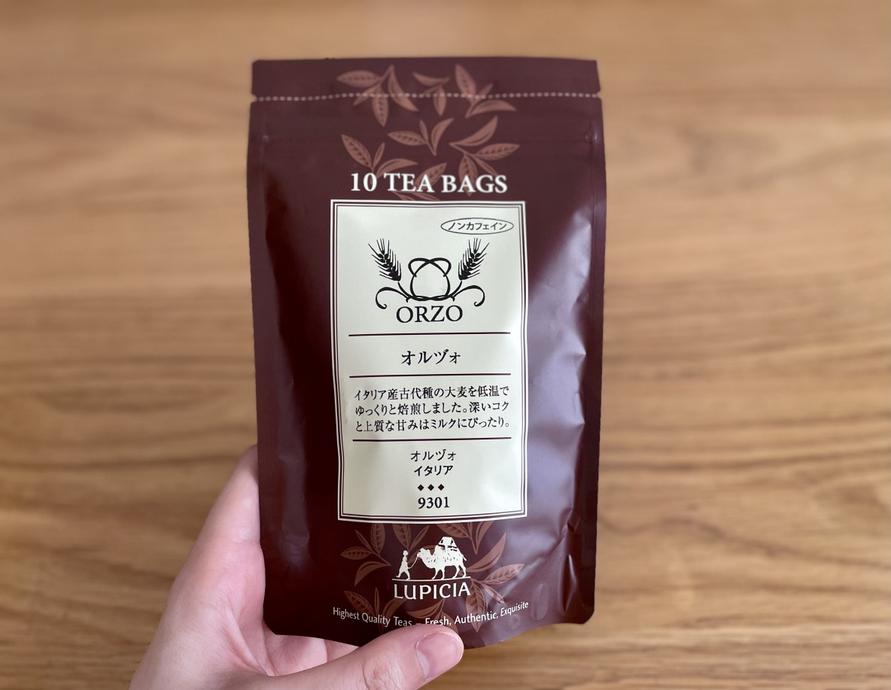 10 TEA BAGS
ノンカフェイン
ORZO
オルヅォ
イタリア産古代種の大麦を低温で
ゆっくりと焙煎しました。深いコク
と上質な甘みはミルクにぴったり。
オルヅォ
イタリア
◆◆◆
9301
LUPICIA
Highest Quality Teas – Fresh, Authentic, Exquisite